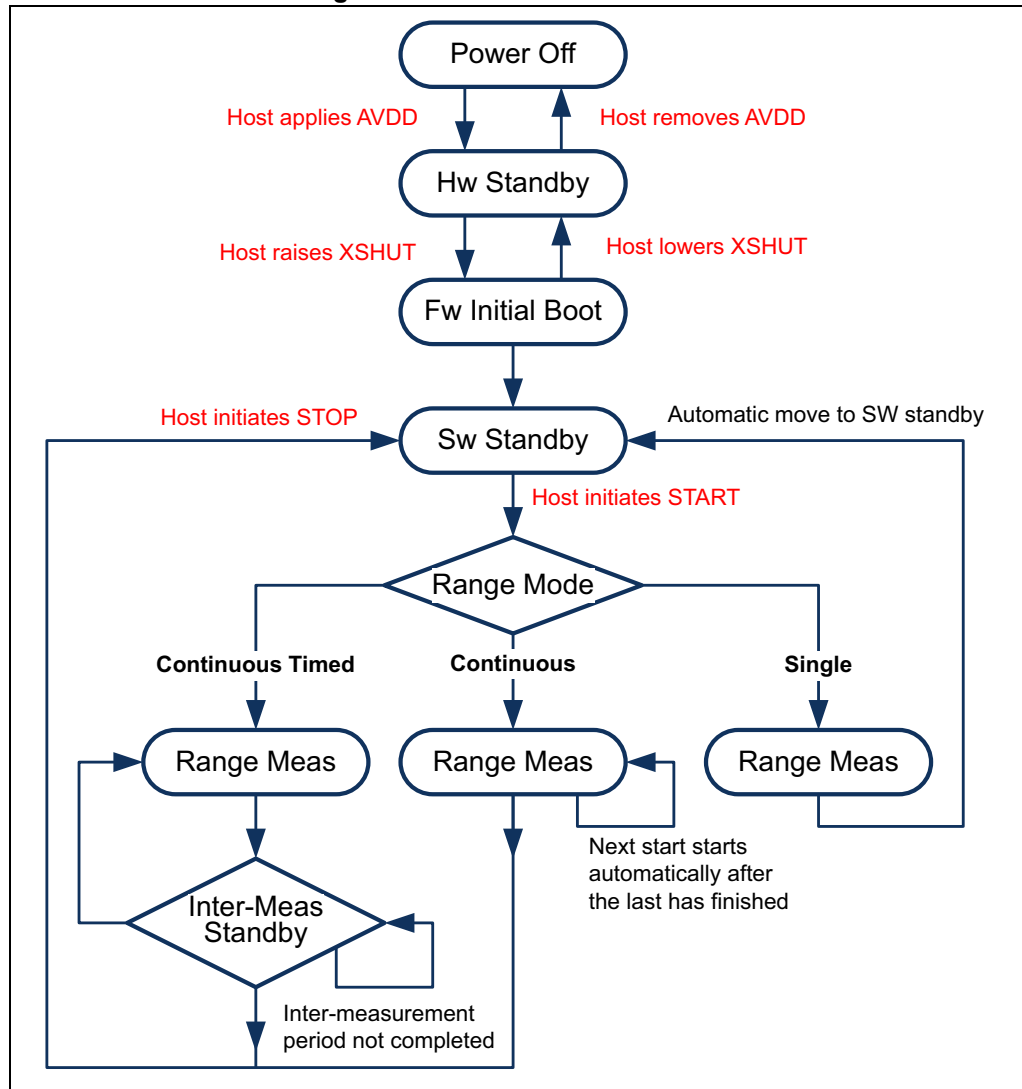 Power Off
Host applies AVDD
Host removes AVDD
Hw Standby
Host raises XSHUT
Host lowers XSHUT
Fw Initial Boot
Host initiates STOP
Automatic move to SW standby
Sw Standby
Host initiates START
Range Mode
Continuous Timed
Continuous
Single
Range Meas
Range Meas
Range Meas
Next start starts
automatically after
the last has finished
Inter-Meas
Standby
Inter-measurement
period not completed